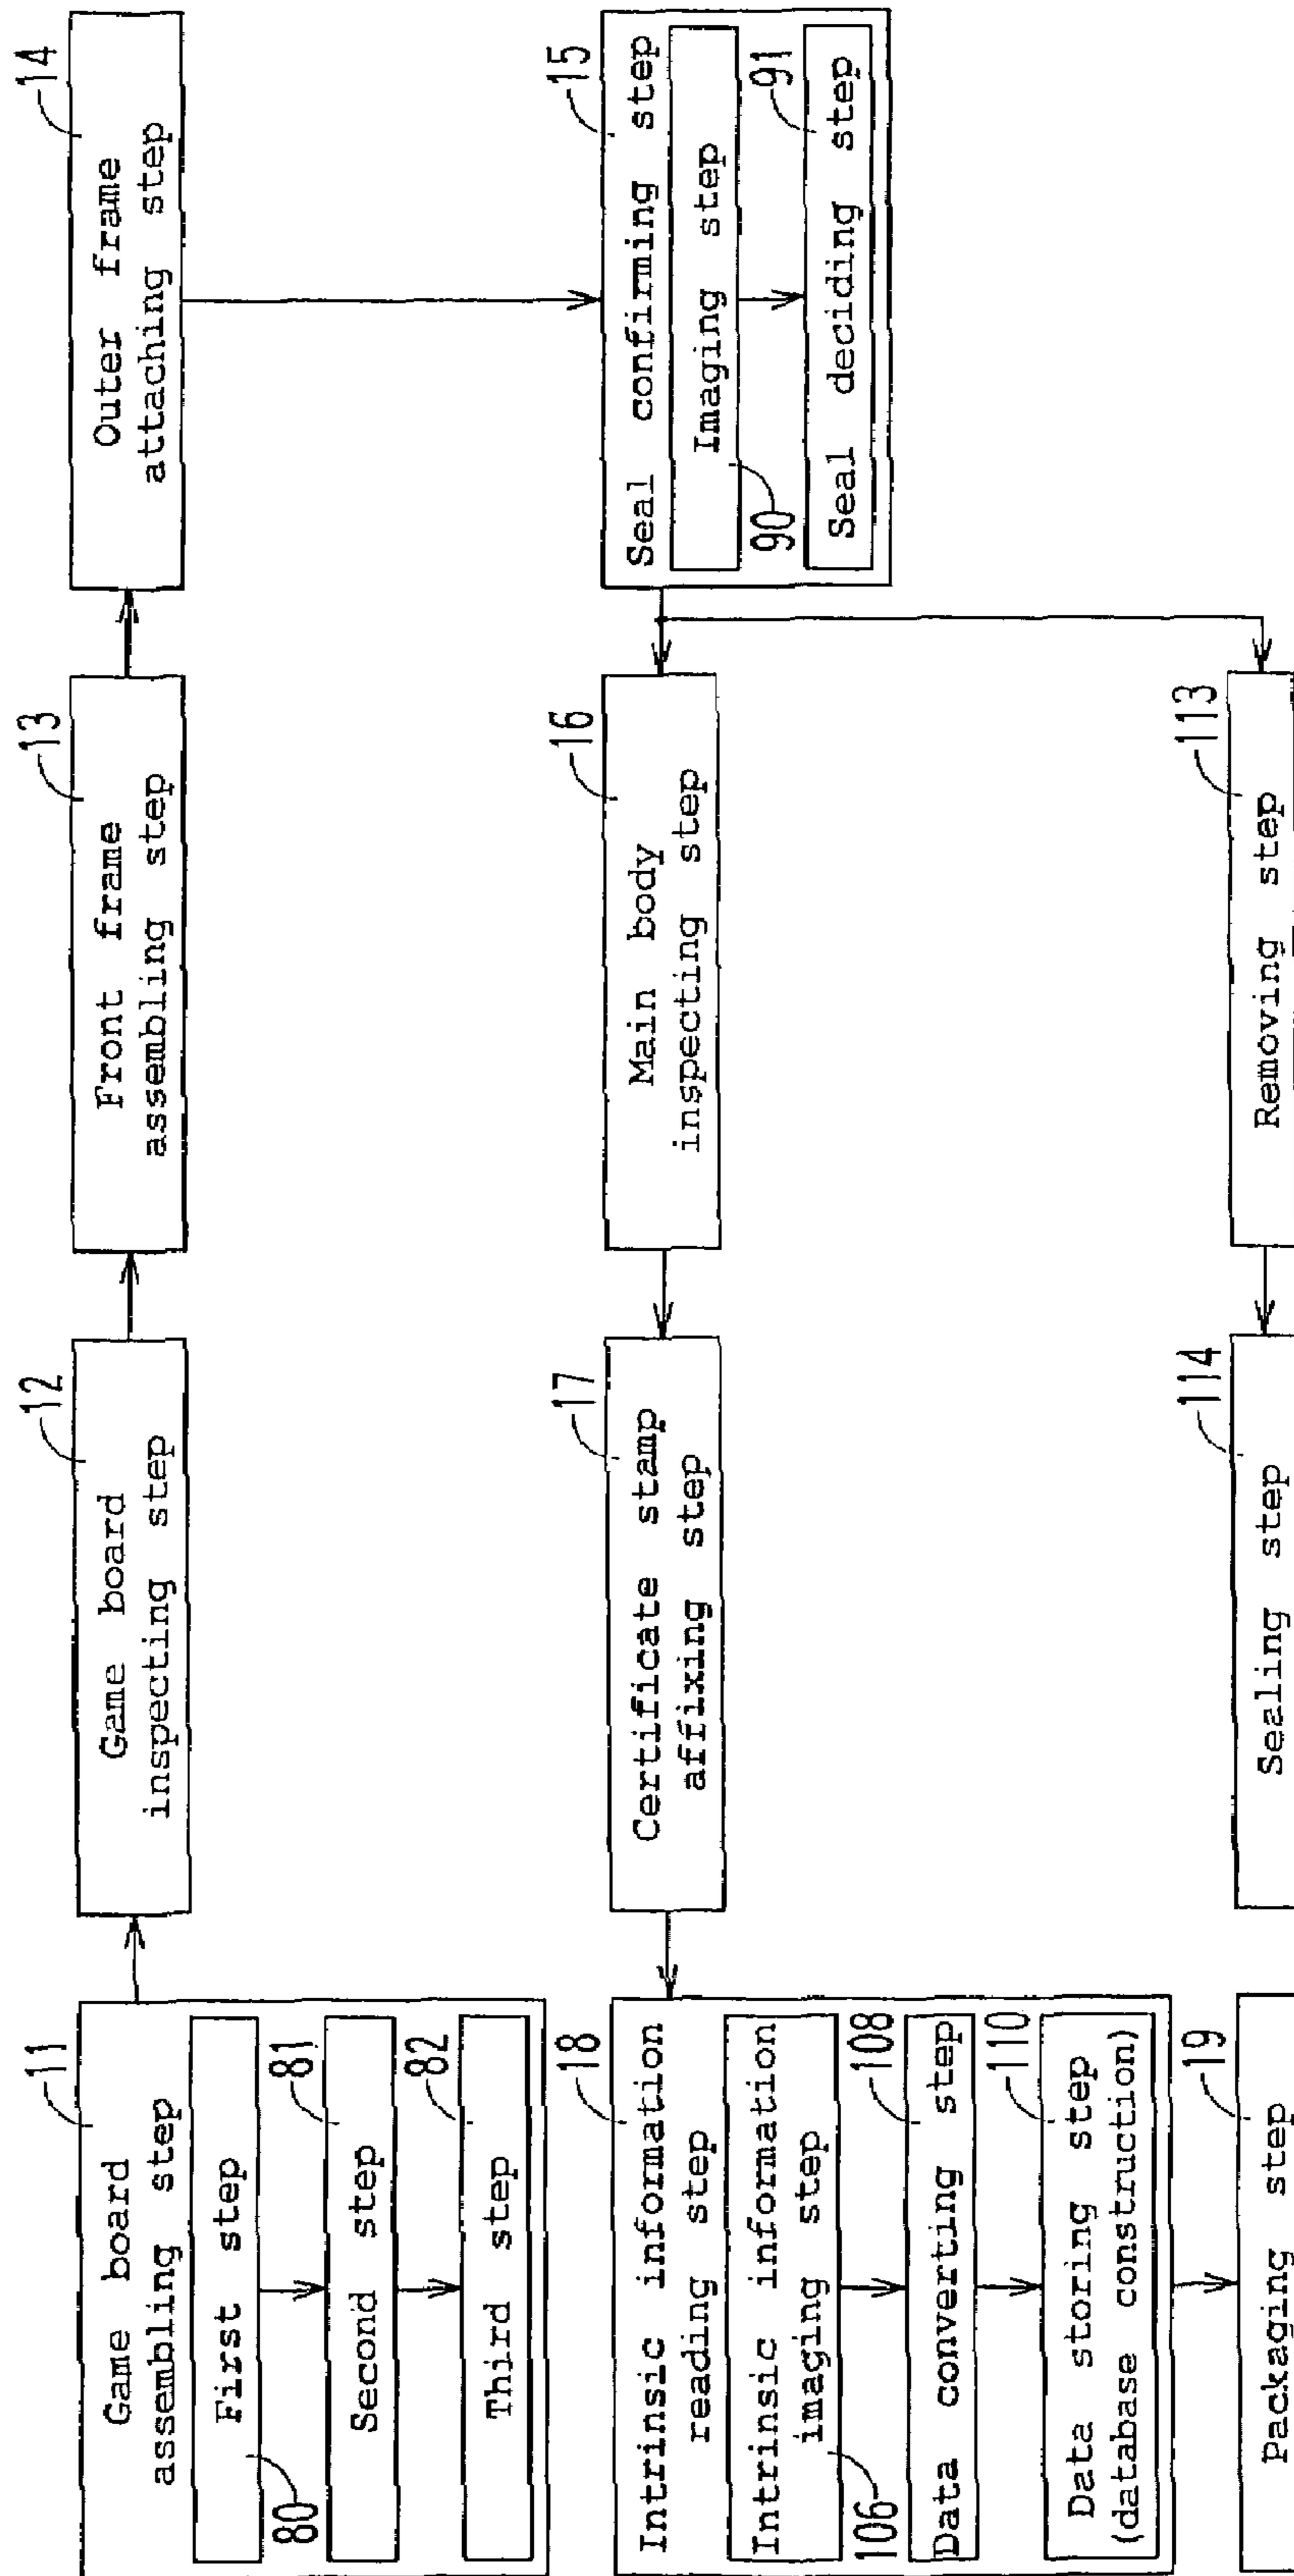 11
Game board
assembling step
First step
80
Second step
81
Third step
82
12
Game board
inspecting step
13
Front frame
assembling step
14
Outer frame
attaching step
15
Seal confirming step
Imaging step
90
Seal deciding step
91
16
Main body
inspecting step
17
Certificate stamp
affixing step
18
Intrinsic information
reading step
Intrinsic information
imaging step
106
Data converting step
108
Data storing step
(database construction)
110
19
Packaging step
113
Removing step
114
Sealing step